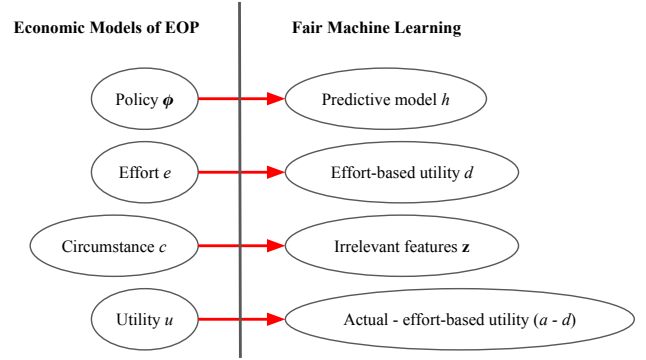 Economic Models of EOP
Fair Machine Learning
Policy ϕ
Predictive model h
Effort e
Effort-based utility d
Circumstance c
Irrelevant features z
Utility u
Actual - effort-based utility (a - d)